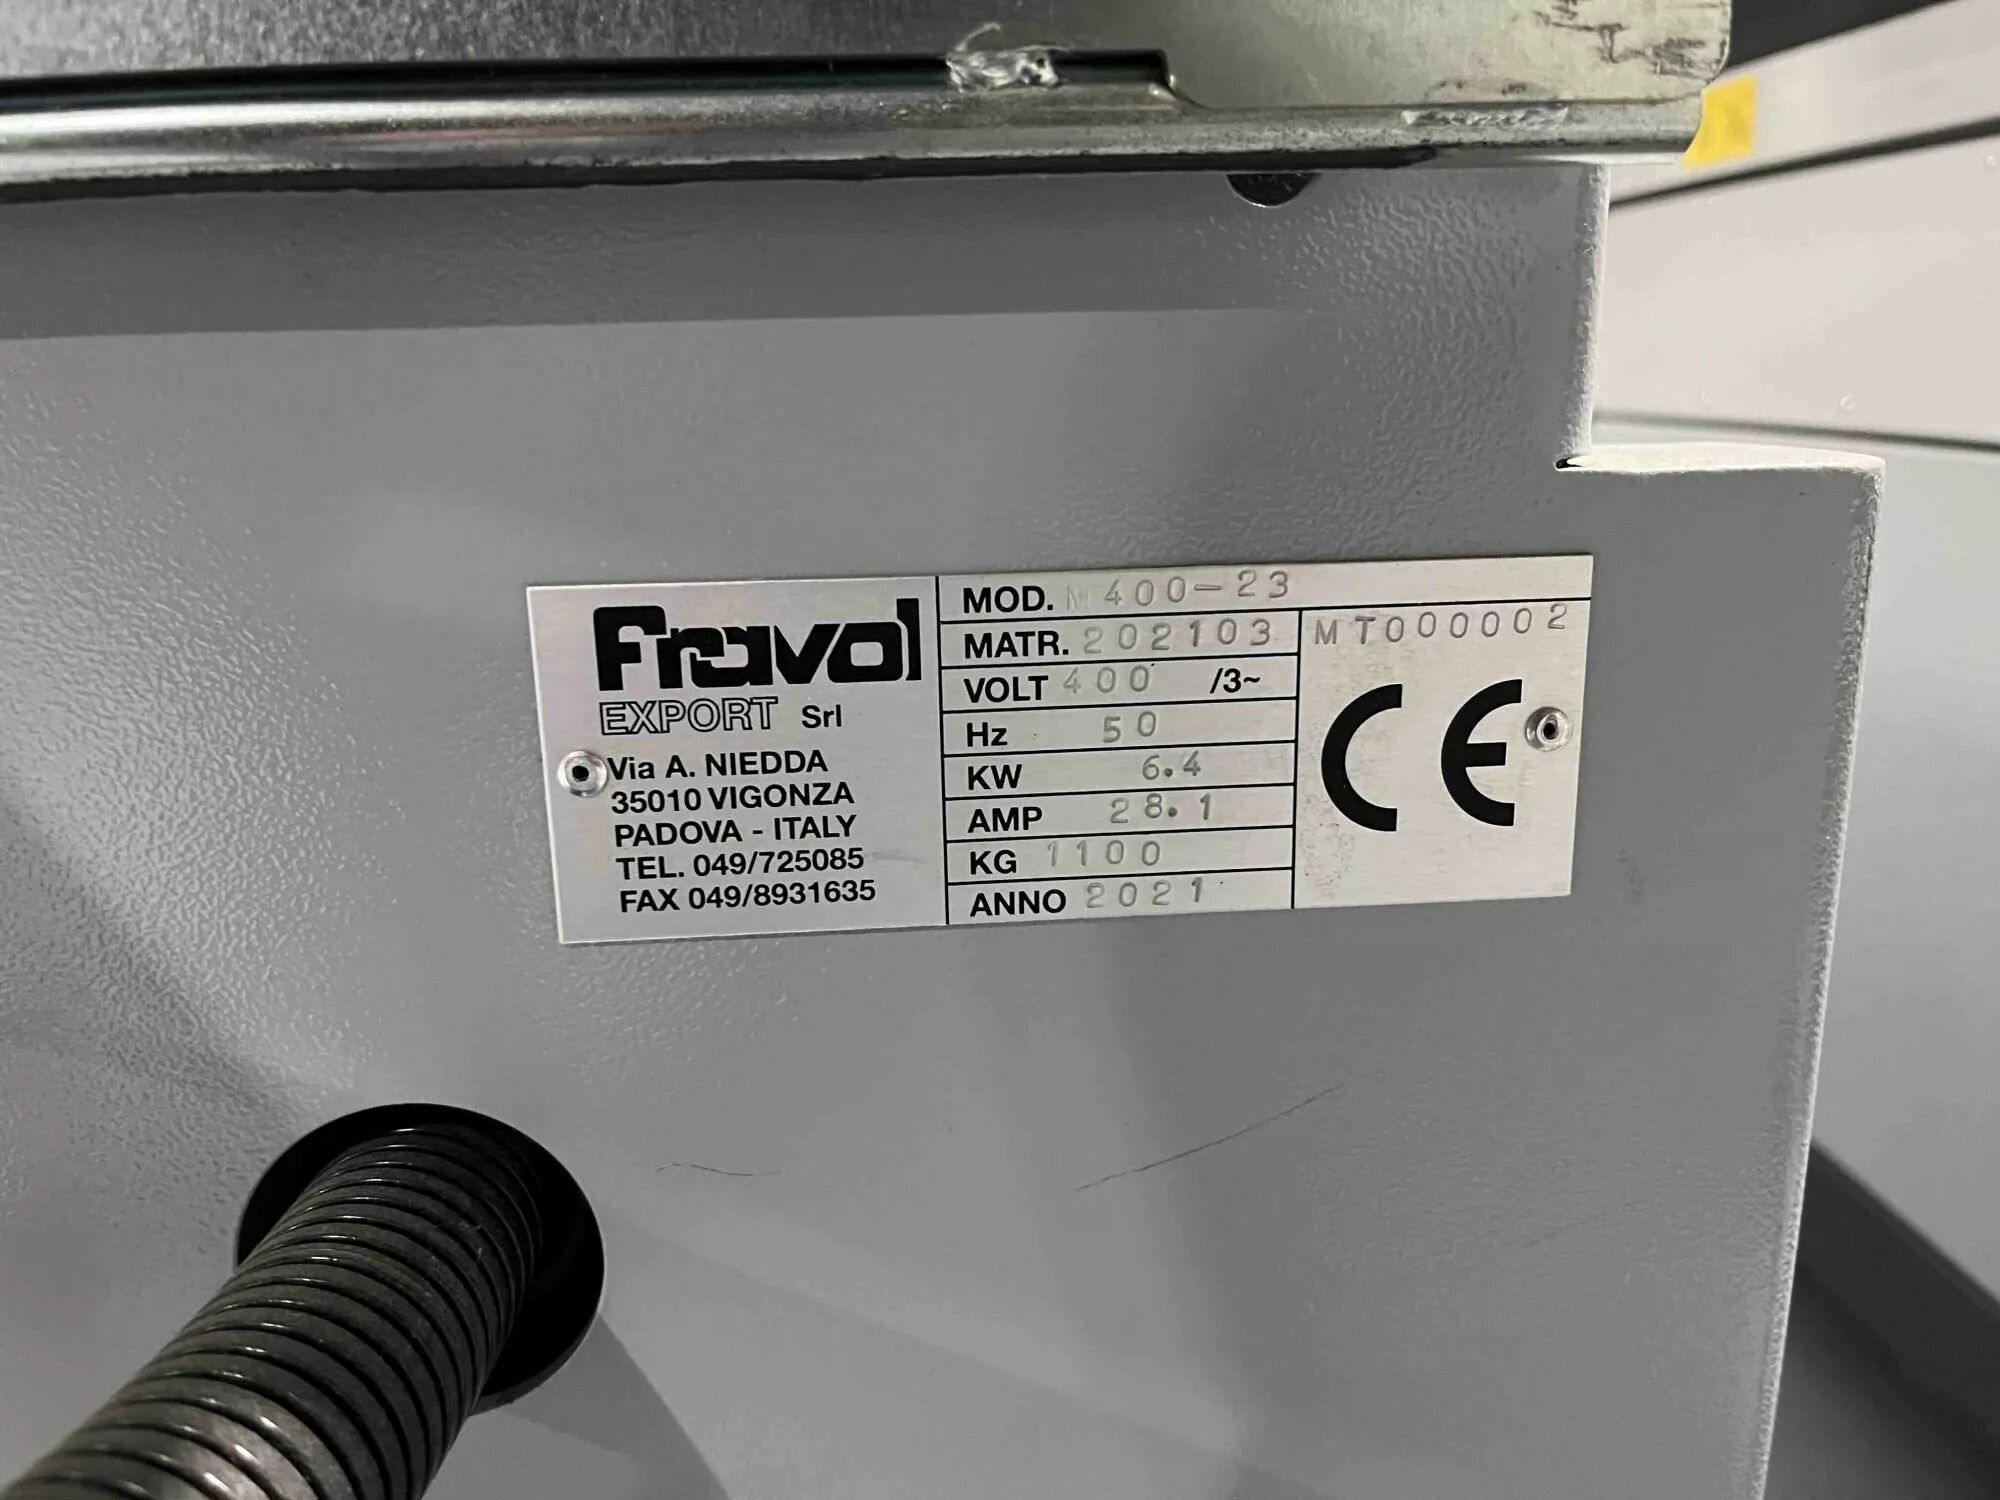 Fravol
EXPORT Srl
Via A. NIEDDA
35010 VIGONZA
PADOVA - ITALY
TEL. 049/725085
FAX 049/8931635
MOD. M400-23
MATR. 202103
VOLT 400 /3~
Hz 50
KW 6.4
AMP 28.1
KG 1100
ANNO 2021
MT000002
CE